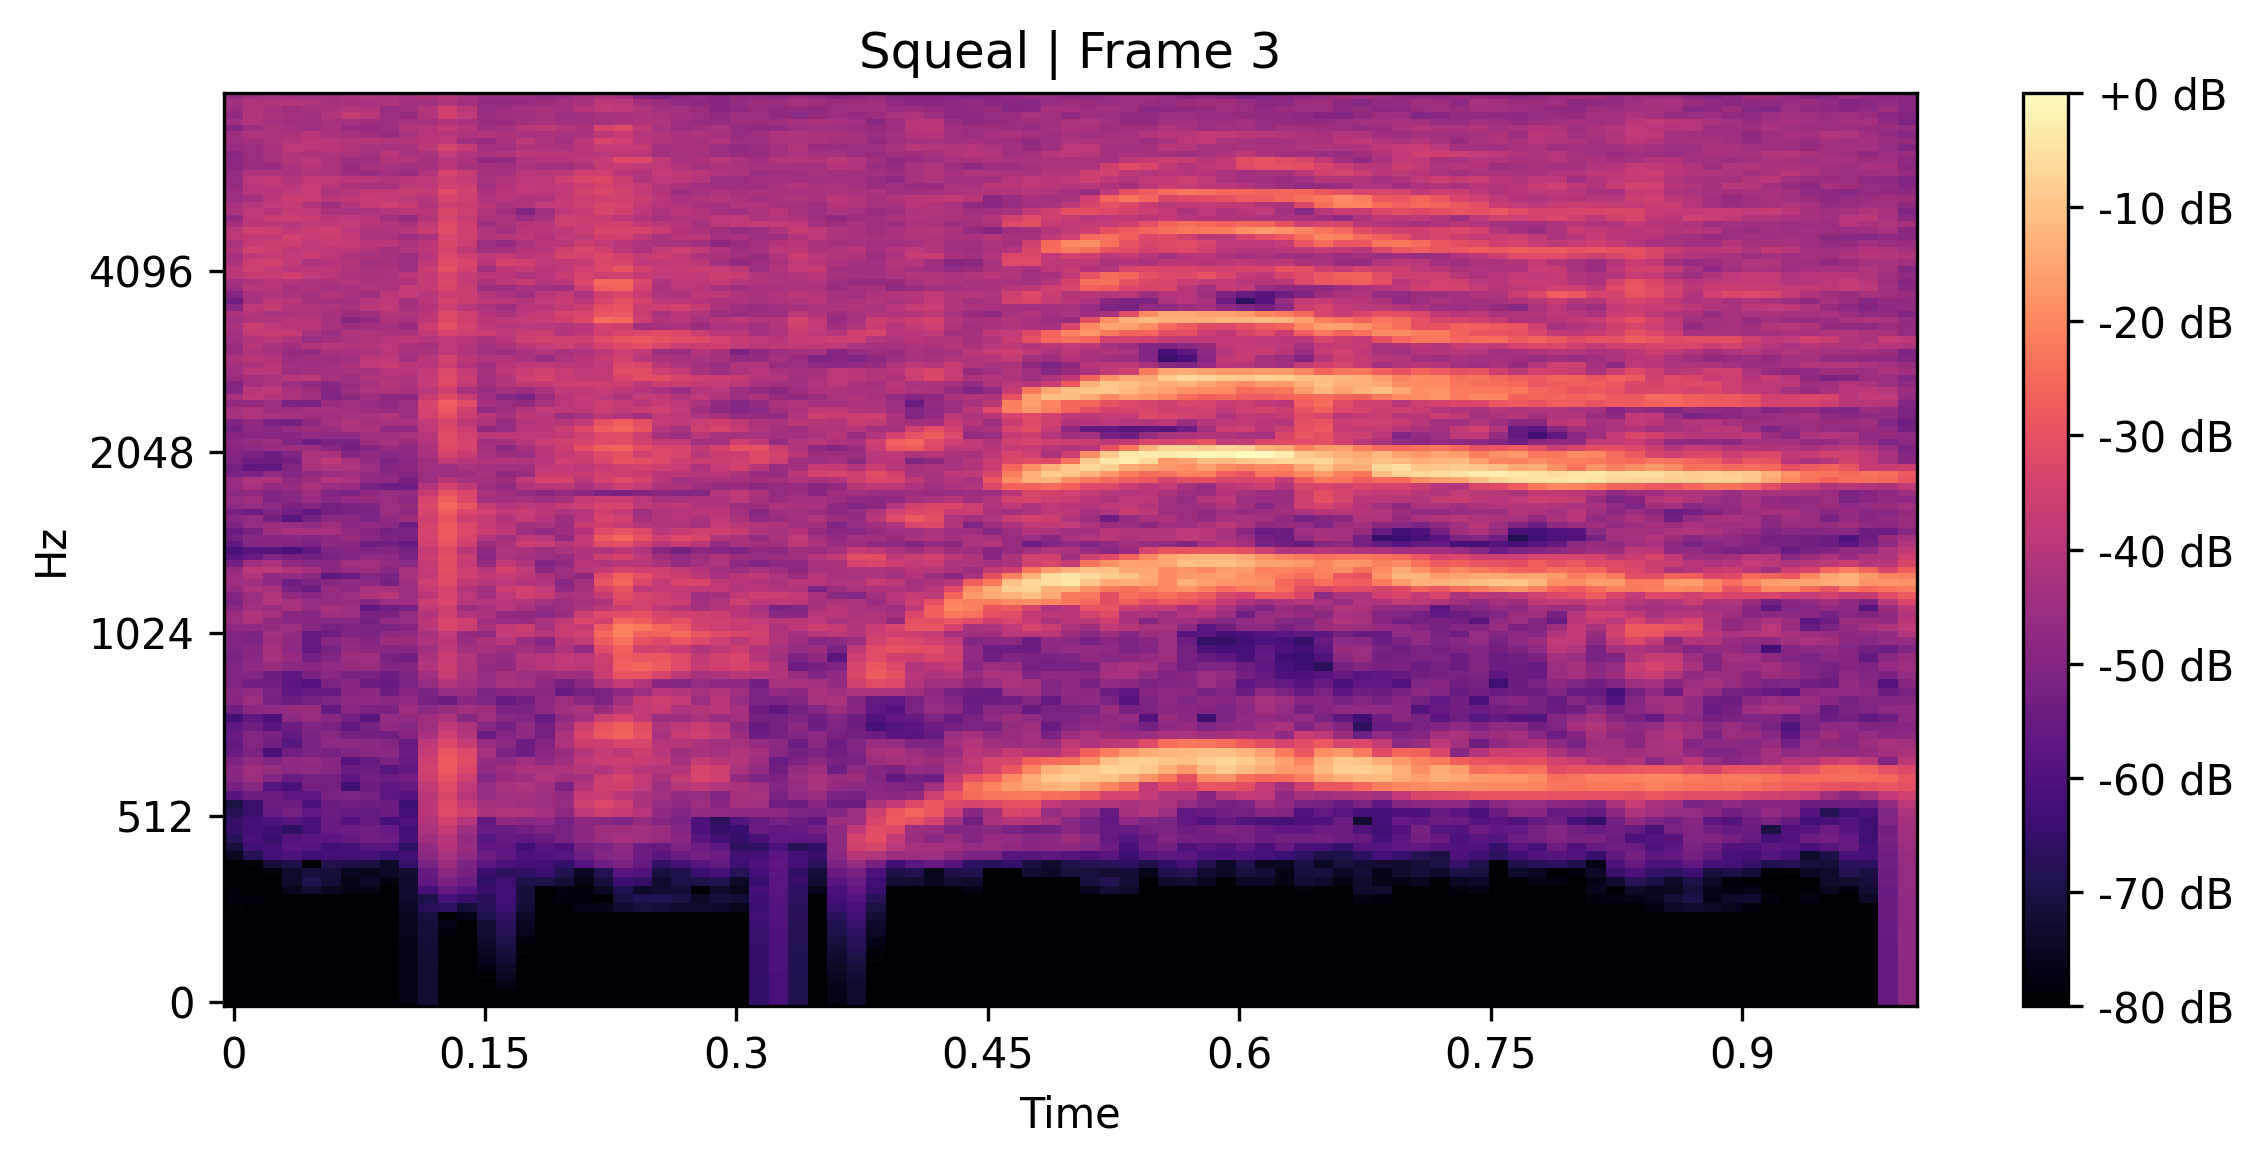 Squeal | Frame 3
+0 dB
-10 dB
-20 dB
-30 dB
-40 dB
-50 dB
-60 dB
-70 dB
-80 dB
4096
2048
1024
512
0
Hz
0 0.15 0.3 0.45 0.6 0.75 0.9
Time